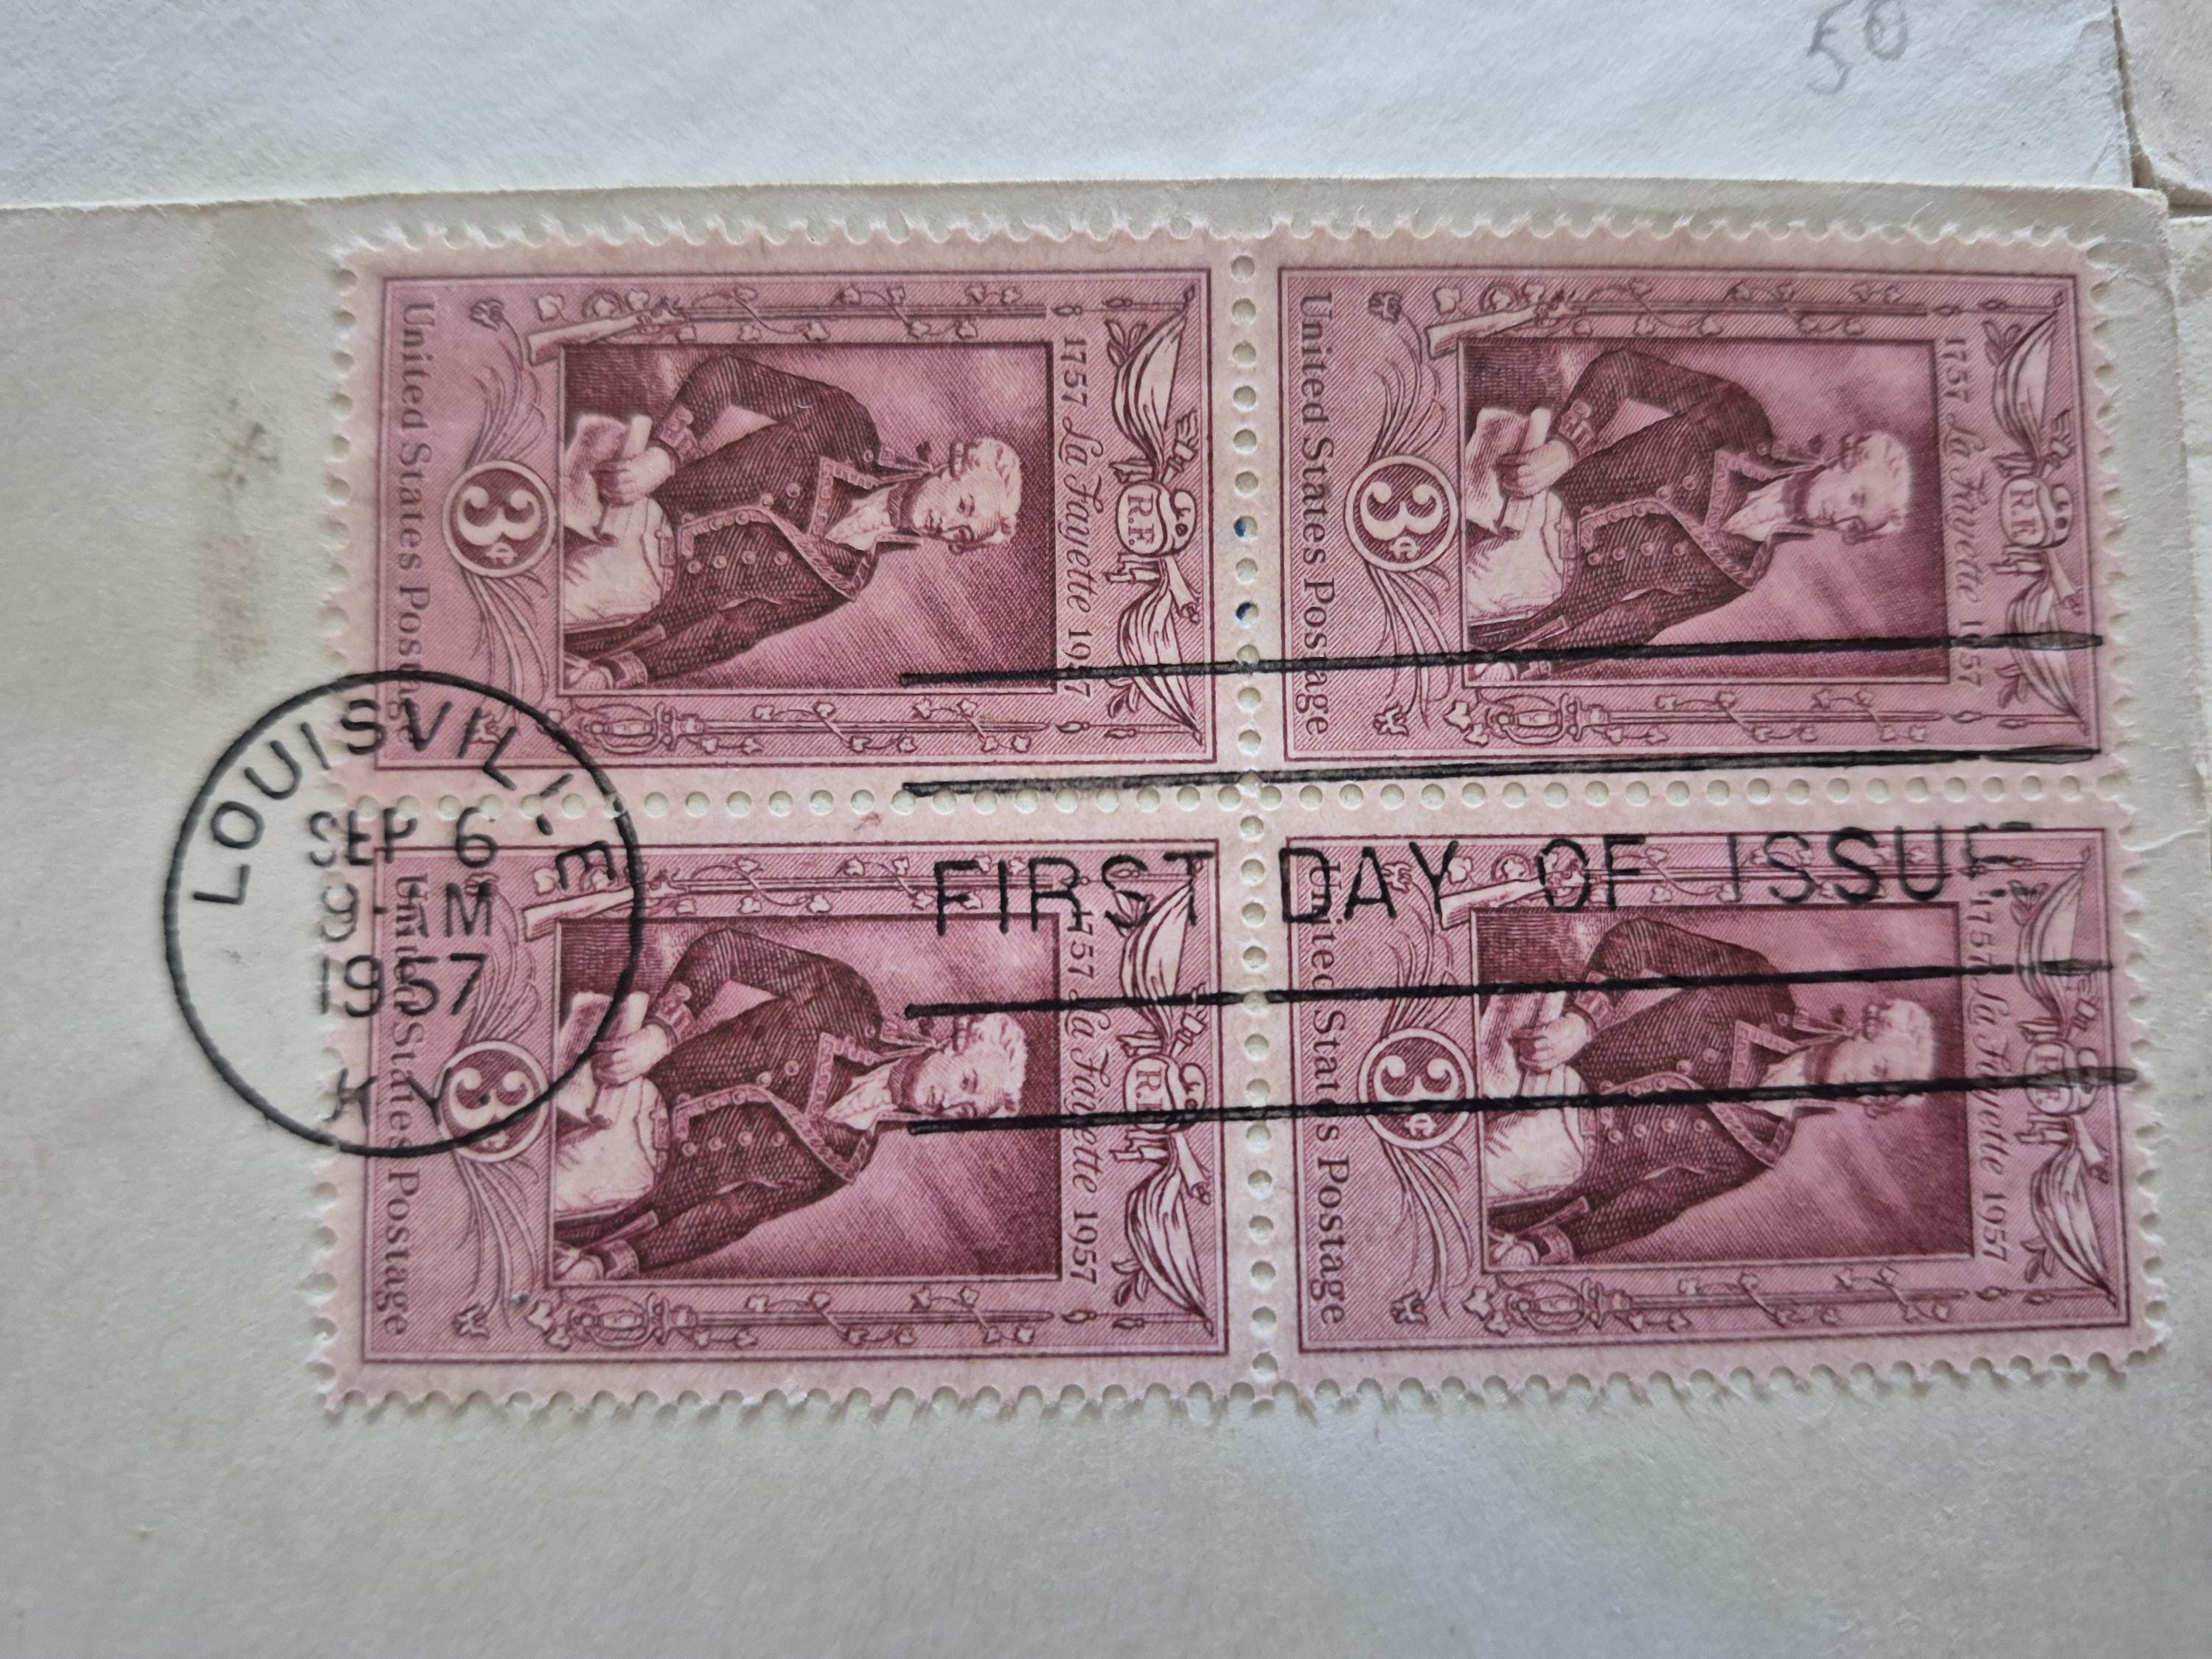 50
R.F
1757 La Fayette 1957
3¢
United States Postage
R.F
1757 La Fayette 1957
3¢
United States Postage
R.F
1757 La Fayette 1957
3¢
United States Postage
R.F
1757 La Fayette 1957
3¢
United States Postage
LOUISVILLE
SEP 6
1957
KY
FIRST DAY OF ISSUE